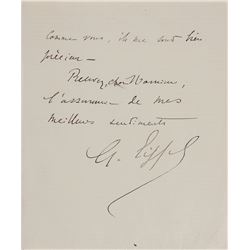 comme vous, ils me sont bien
précieux —
Recevez, cher Monsieur,
l'assurance de mes
meilleurs sentiments
G. Eiffel